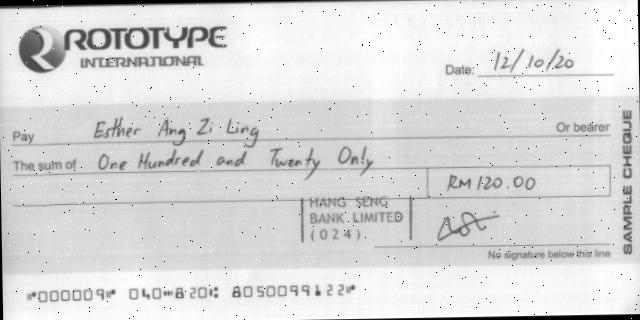 ROTOTYPE
INTERNATIONAL
Date: 12/10/20
Pay Esther Ang Zi Ling Or bearer
The sum of One Hundred and Twenty Only
RM 120.00
HANG SENG
BANK LIMITED
(024)
No signature below this line
SAMPLE CHEQUE
⑈000009⑈ 040⑉820⑆ 8050099122⑈